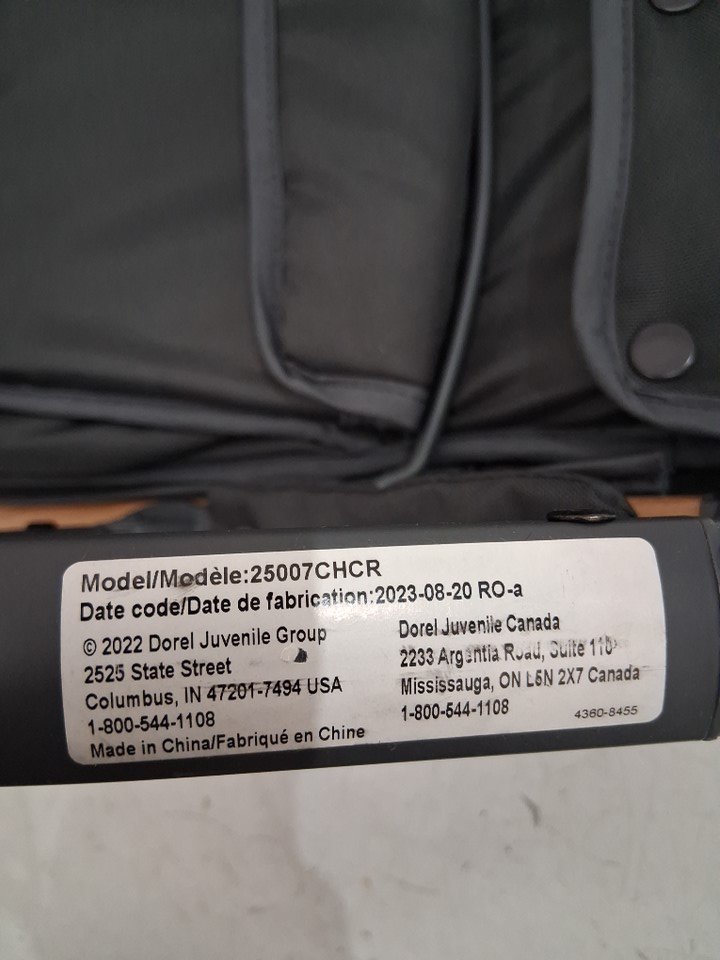 Model/Modèle:25007CHCR
Date code/Date de fabrication:2023-08-20 RO-a
© 2022 Dorel Juvenile Group
2525 State Street
Columbus, IN 47201-7494 USA
1-800-544-1108
Made in China/Fabriqué en Chine
Dorel Juvenile Canada
2233 Argentia Road, Suite 110
Mississauga, ON L5N 2X7 Canada
1-800-544-1108
4360-8455